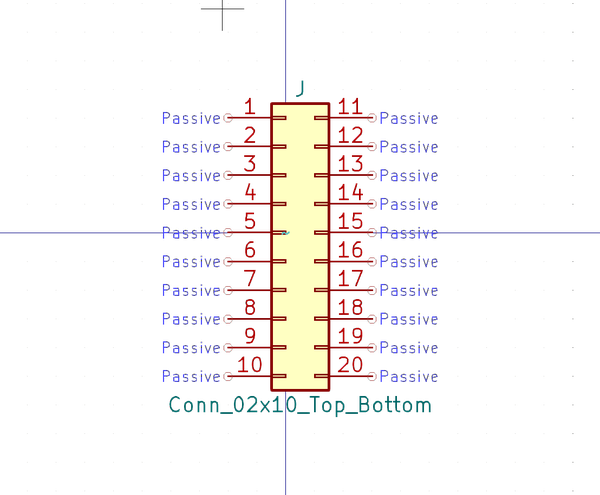 J
Passive 1 11 Passive
Passive 2 12 Passive
Passive 3 13 Passive
Passive 4 14 Passive
Passive 5 15 Passive
Passive 6 16 Passive
Passive 7 17 Passive
Passive 8 18 Passive
Passive 9 19 Passive
Passive 10 20 Passive
Conn_02x10_Top_Bottom